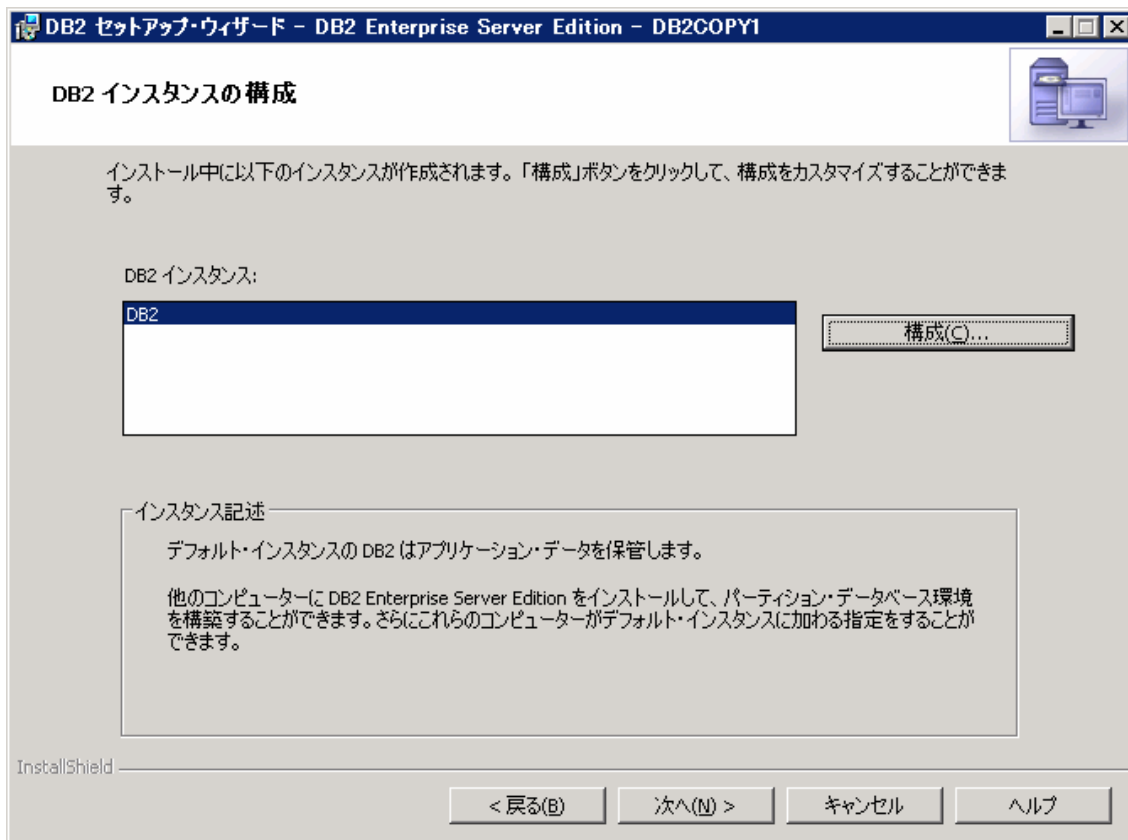 DB2 セットアップ・ウィザード - DB2 Enterprise Server Edition - DB2COPY1
DB2 インスタンスの構成
インストール中に以下のインスタンスが作成されます。「構成」ボタンをクリックして、構成をカスタマイズすることができま
す。
DB2 インスタンス:
DB2
構成(C)...
インスタンス記述
デフォルト・インスタンスの DB2 はアプリケーション・データを保管します。
他のコンピューターに DB2 Enterprise Server Edition をインストールして、パーティション・データベース環境
を構築することができます。さらにこれらのコンピューターがデフォルト・インスタンスに加わる指定をすることが
できます。
InstallShield
< 戻る(B)
次へ(N) >
キャンセル
ヘルプ